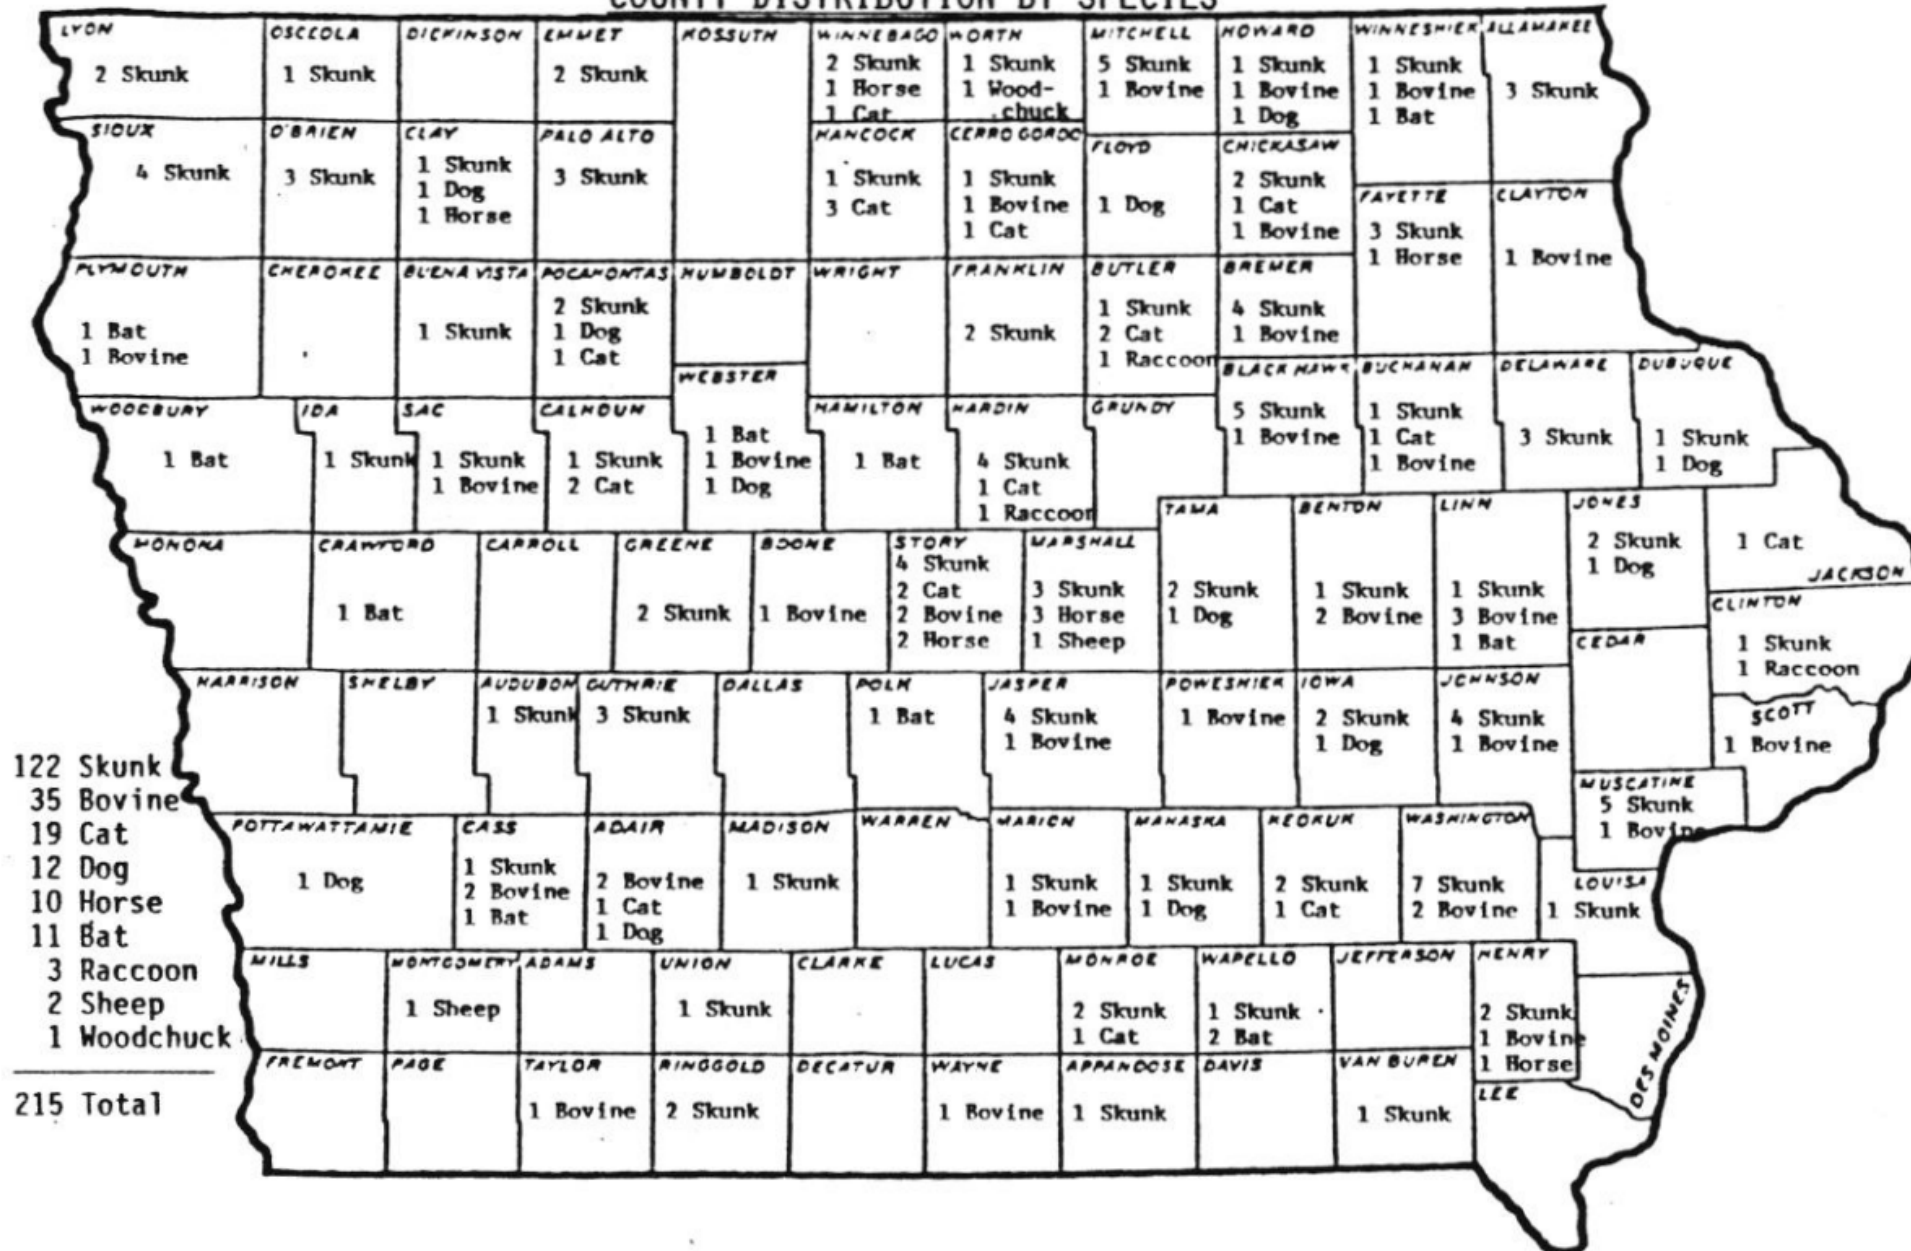 COUNTY DISTRIBUTION BY SPECIES
LYON
2 Skunk
OSCEOLA
1 Skunk
DICKINSON
EMMET
2 Skunk
KOSSUTH
WINNEBAGO
2 Skunk
1 Horse
1 Cat
WORTH
1 Skunk
1 Wood-
chuck
MITCHELL
5 Skunk
1 Bovine
HOWARD
1 Skunk
1 Bovine
1 Dog
WINNESHIEK
1 Skunk
1 Bovine
1 Bat
ALLAMAKEE
3 Skunk
SIOUX
4 Skunk
O'BRIEN
3 Skunk
CLAY
1 Skunk
1 Dog
1 Horse
PALO ALTO
3 Skunk
HANCOCK
1 Skunk
3 Cat
CERRO GORDO
1 Skunk
1 Bovine
1 Cat
FLOYD
1 Dog
CHICKASAW
2 Skunk
1 Cat
1 Bovine
FAYETTE
3 Skunk
1 Horse
CLAYTON
1 Bovine
PLYMOUTH
1 Bat
1 Bovine
CHEROKEE
BUENA VISTA
1 Skunk
POCAHONTAS
2 Skunk
1 Dog
1 Cat
HUMBOLDT
WRIGHT
FRANKLIN
2 Skunk
BUTLER
1 Skunk
2 Cat
1 Raccoon
BREMER
4 Skunk
1 Bovine
WOODBURY
1 Bat
IDA
1 Skunk
SAC
1 Skunk
1 Bovine
CALHOUN
1 Skunk
2 Cat
WEBSTER
1 Bat
1 Bovine
1 Dog
HAMILTON
1 Bat
HARDIN
4 Skunk
1 Cat
1 Raccoon
GRUNDY
BLACK HAWK
5 Skunk
1 Bovine
BUCHANAN
1 Skunk
1 Cat
1 Bovine
DELAWARE
3 Skunk
DUBUQUE
1 Skunk
1 Dog
MONONA
CRAWFORD
1 Bat
CARROLL
GREENE
2 Skunk
BOONE
1 Bovine
STORY
4 Skunk
2 Cat
2 Bovine
2 Horse
MARSHALL
3 Skunk
3 Horse
1 Sheep
TAMA
2 Skunk
1 Dog
BENTON
1 Skunk
2 Bovine
LINN
1 Skunk
3 Bovine
1 Bat
JONES
2 Skunk
1 Dog
1 Cat
JACKSON
CLINTON
1 Skunk
1 Raccoon
CEDAR
HARRISON
SHELBY
AUDUBON
1 Skunk
GUTHRIE
3 Skunk
DALLAS
POLK
1 Bat
JASPER
4 Skunk
1 Bovine
POWESHIEK
1 Bovine
IOWA
2 Skunk
1 Dog
JOHNSON
4 Skunk
1 Bovine
SCOTT
1 Bovine
MUSCATINE
5 Skunk
1 Bovine
POTTAWATTAMIE
1 Dog
CASS
1 Skunk
2 Bovine
1 Bat
ADAIR
2 Bovine
1 Cat
1 Dog
MADISON
1 Skunk
WARREN
MARION
1 Skunk
1 Bovine
MAHASKA
1 Skunk
1 Dog
KEOKUK
2 Skunk
1 Cat
WASHINGTON
7 Skunk
2 Bovine
LOUISA
1 Skunk
MILLS
MONTGOMERY
1 Sheep
ADAMS
UNION
1 Skunk
CLARKE
LUCAS
MONROE
2 Skunk
1 Cat
WAPELLO
1 Skunk
2 Bat
JEFFERSON
HENRY
2 Skunk
1 Bovine
1 Horse
DES MOINES
FREMONT
PAGE
TAYLOR
1 Bovine
RINGGOLD
2 Skunk
DECATUR
WAYNE
1 Bovine
APPANOOSE
1 Skunk
DAVIS
VAN BUREN
1 Skunk
LEE
122 Skunk
35 Bovine
19 Cat
12 Dog
10 Horse
11 Bat
3 Raccoon
2 Sheep
1 Woodchuck
215 Total